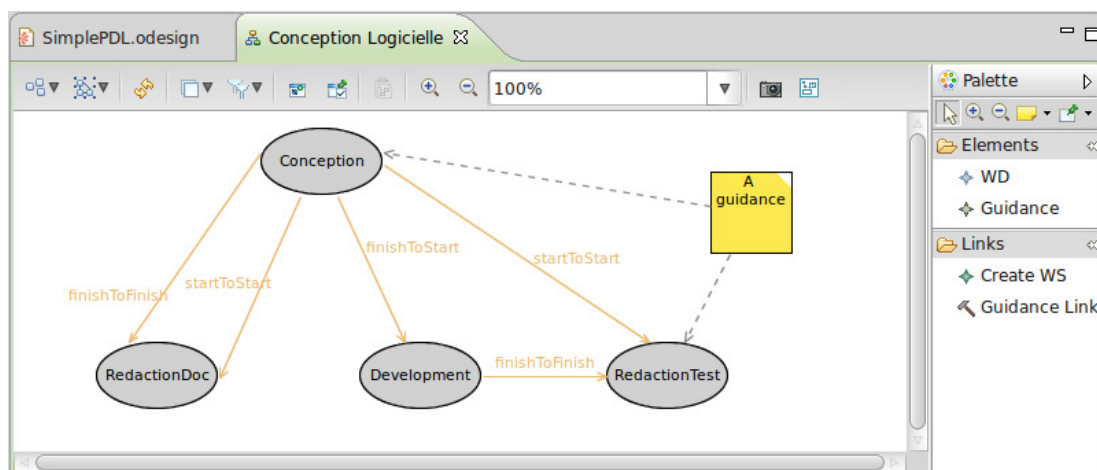 SimplePDL.odesign
Conception Logicielle
100%
Palette
Elements
WD
Guidance
Links
Create WS
Guidance Link
Conception
A
guidance
finishToStart
startToStart
startToStart
finishToFinish
finishToFinish
RedactionDoc
Development
RedactionTest